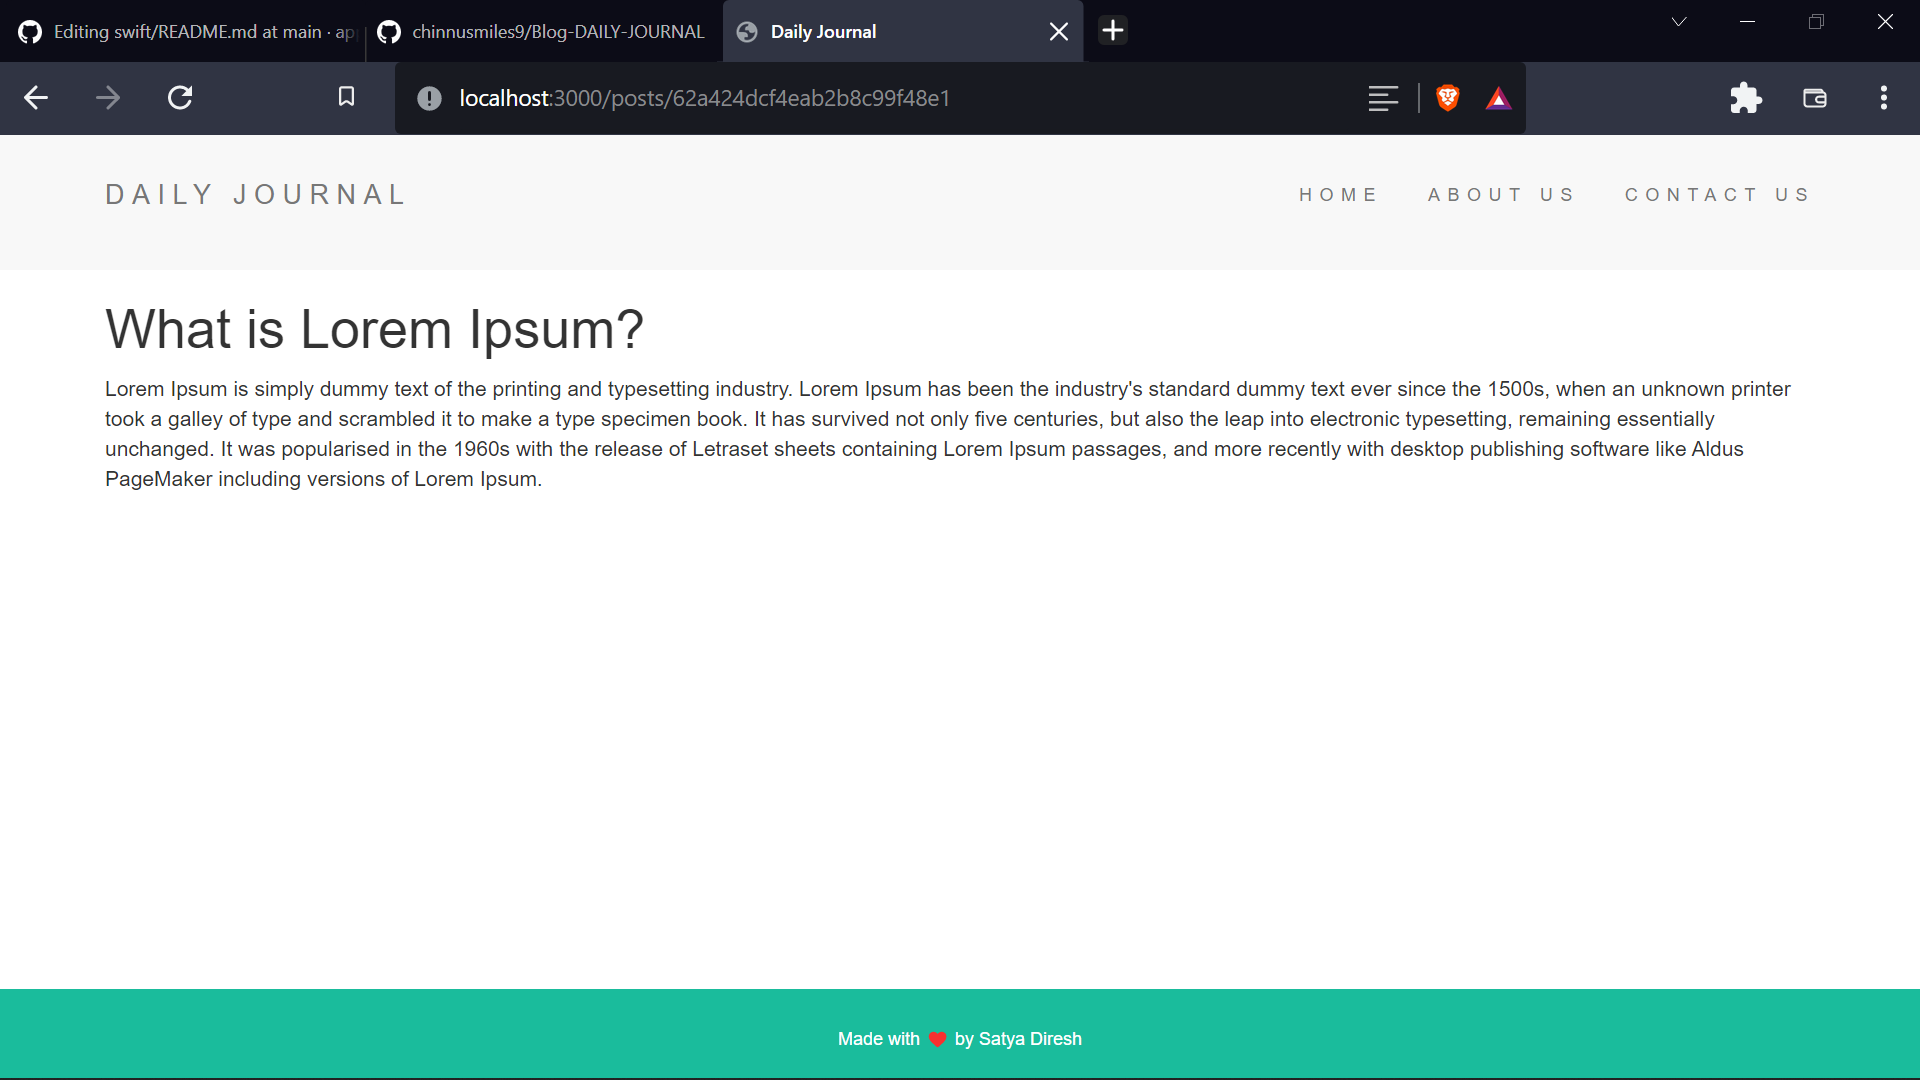 Editing swift/README.md at main · ap
chinnusmiles9/Blog-DAILY-JOURNAL
Daily Journal
localhost:3000/posts/62a424dcf4eab2b8c99f48e1
DAILY JOURNAL
HOME
ABOUT US
CONTACT US
What is Lorem Ipsum?
Lorem Ipsum is simply dummy text of the printing and typesetting industry. Lorem Ipsum has been the industry's standard dummy text ever since the 1500s, when an unknown printer
took a galley of type and scrambled it to make a type specimen book. It has survived not only five centuries, but also the leap into electronic typesetting, remaining essentially
unchanged. It was popularised in the 1960s with the release of Letraset sheets containing Lorem Ipsum passages, and more recently with desktop publishing software like Aldus
PageMaker including versions of Lorem Ipsum.
Made with ❤️ by Satya Diresh